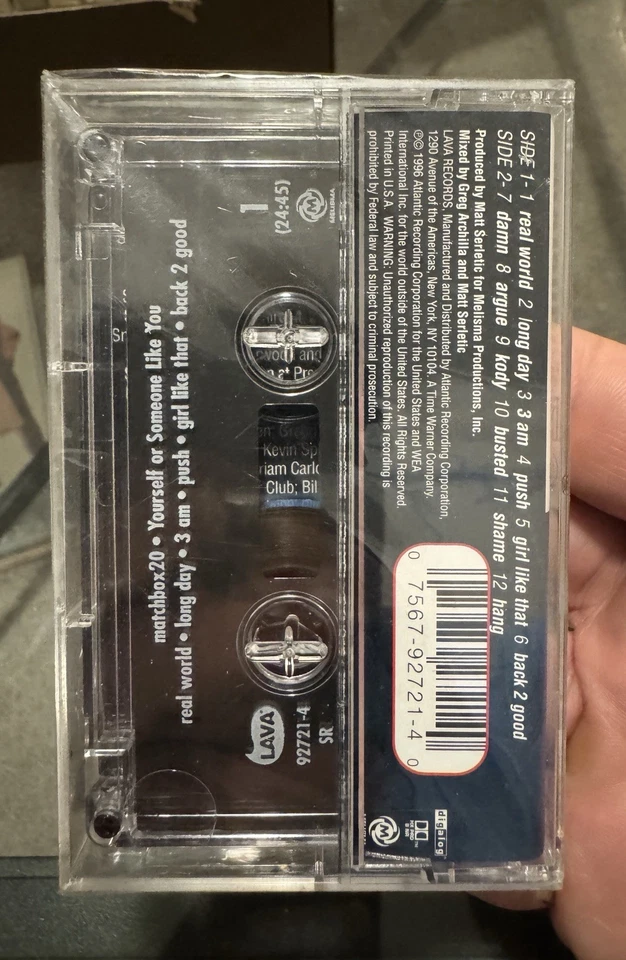 SIDE 1- 1 real world 2 long day 3 3 am 4 push 5 girl like that 6 back 2 good
SIDE 2- 7 damn 8 argue 9 kody 10 busted 11 shame 12 hang
Produced by Matt Serletic for Melisma Productions, Inc.
Mixed by Greg Archilla and Matt Serletic
LAVA RECORDS, Manufactured and Distributed by Atlantic Recording Corporation,
1290 Avenue of the Americas, New York, NY 10104. A Time Warner Company.
℗© 1996 Atlantic Recording Corporation for the United States and WEA
International Inc. for the world outside of the United States. All Rights Reserved.
Printed in U.S.A. WARNING: Unauthorized reproduction of this recording is
prohibited by Federal law and subject to criminal prosecution.
0 7567-92721-4 0
digalog
MELISMA
1
(24:45)
matchbox20 • Yourself or Someone Like You
real world • long day • 3 am • push • girl like that • back 2 good
LAVA
92721-4
SR
Kevin
Club; Bil